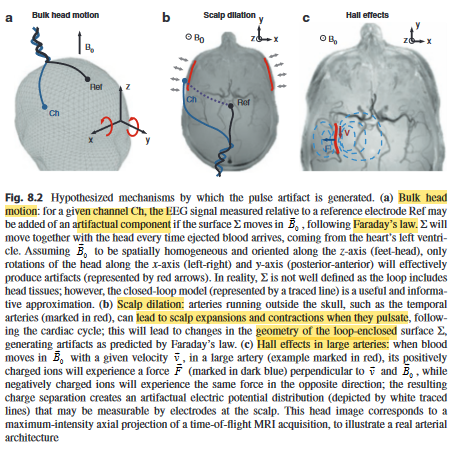 a Bulk head motion b Scalp dilation c Hall effects
B₀
Ref
Ch
z
x
y
B₀
y
z x
Ch
Ref
B₀
y
z x
v
F
Fig. 8.2 Hypothesized mechanisms by which the pulse artifact is generated. (a) Bulk head
motion: for a given channel Ch, the EEG signal measured relative to a reference electrode Ref may
be added of an artifactual component if the surface Σ moves in B⃗₀, following Faraday's law. Σ will
move together with the head every time ejected blood arrives, coming from the heart's left ventri-
cle. Assuming B⃗₀ to be spatially homogeneous and oriented along the z-axis (feet-head), only
rotations of the head along the x-axis (left-right) and y-axis (posterior-anterior) will effectively
produce artifacts (represented by red arrows). In reality, Σ is not well defined as the loop includes
head tissues; however, the closed-loop model (represented by a traced line) is a useful and informa-
tive approximation. (b) Scalp dilation: arteries running outside the skull, such as the temporal
arteries (marked in red), can lead to scalp expansions and contractions when they pulsate, follow-
ing the cardiac cycle; this will lead to changes in the geometry of the loop-enclosed surface Σ,
generating artifacts as predicted by Faraday's law. (c) Hall effects in large arteries: when blood
moves in B⃗₀ with a given velocity v⃗, in a large artery (example marked in red), its positively
charged ions will experience a force F⃗ (marked in dark blue) perpendicular to v⃗ and B⃗₀, while
negatively charged ions will experience the same force in the opposite direction; the resulting
charge separation creates an artifactual electric potential distribution (depicted by white traced
lines) that may be measurable by electrodes at the scalp. This head image corresponds to a
maximum-intensity axial projection of a time-of-flight MRI acquisition, to illustrate a real arterial
architecture